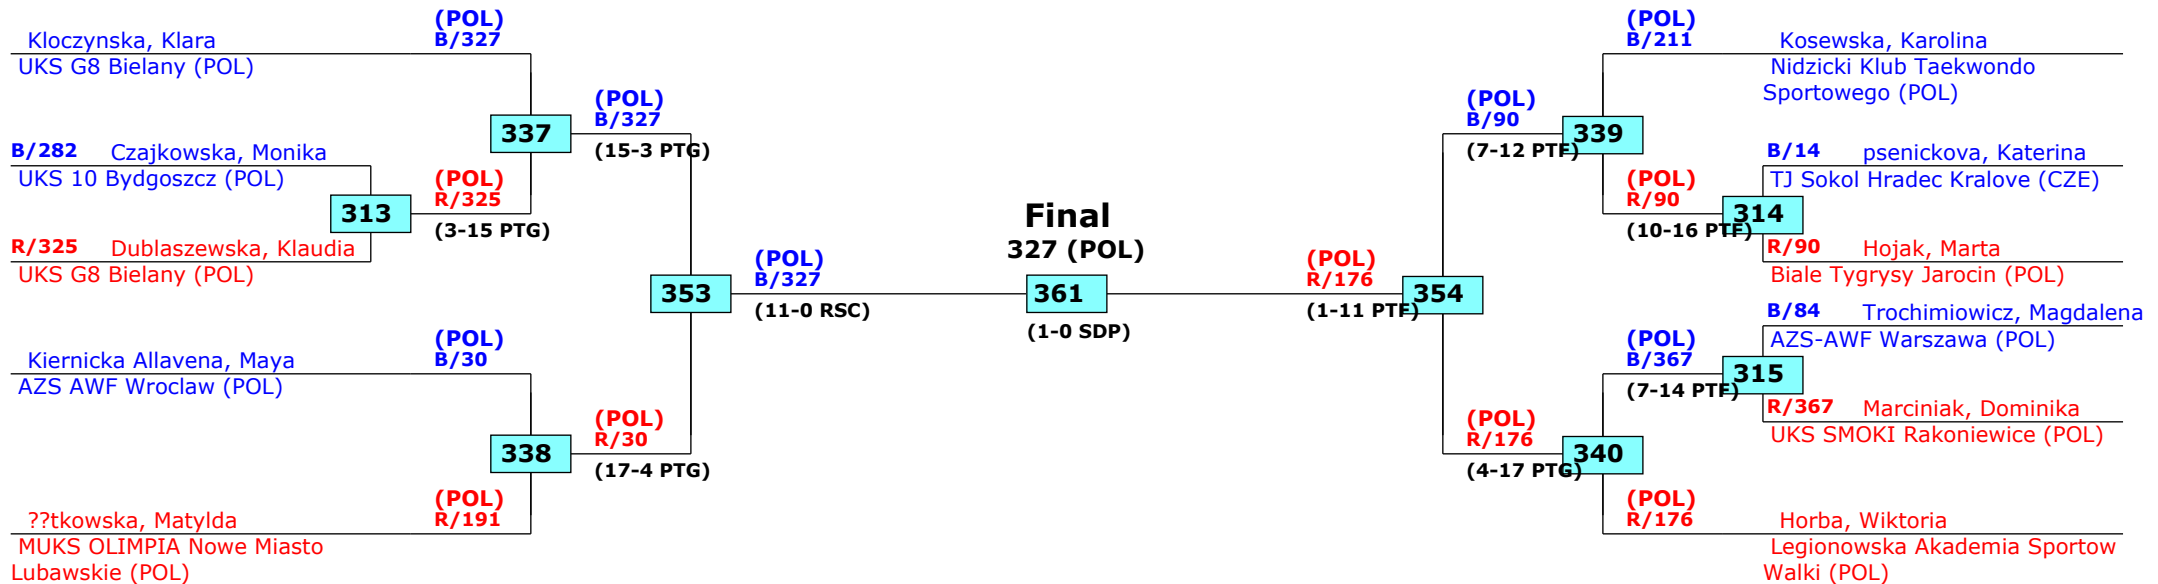 Kloczynska, Klara
UKS G8 Bielany (POL)
(POL)
B/327
B/282 Czajkowska, Monika
UKS 10 Bydgoszcz (POL)
R/325 Dublaszewska, Klaudia
UKS G8 Bielany (POL)
313
(POL)
R/325
(3-15 PTG)
337
(POL)
B/327
(15-3 PTG)
Kiernicka Allavena, Maya
AZS AWF Wroclaw (POL)
(POL)
B/30
??tkowska, Matylda
MUKS OLIMPIA Nowe Miasto
Lubawskie (POL)
(POL)
R/191
338
(POL)
R/30
(17-4 PTG)
353
(POL)
B/327
(11-0 RSC)
Final
327 (POL)
361
(1-0 SDP)
(POL)
R/176
(1-11 PTF)
354
(POL)
B/90
(7-12 PTF)
339
(POL)
B/211
Kosewska, Karolina
Nidzicki Klub Taekwondo
Sportowego (POL)
(POL)
R/90
(10-16 PTF)
314
B/14 psenickova, Katerina
TJ Sokol Hradec Kralove (CZE)
R/90 Hojak, Marta
Biale Tygrysy Jarocin (POL)
B/84 Trochimiowicz, Magdalena
AZS-AWF Warszawa (POL)
(POL)
B/367
(7-14 PTF)
315
R/367 Marciniak, Dominika
UKS SMOKI Rakoniewice (POL)
(POL)
R/176
(4-17 PTG)
340
(POL)
R/176
Horba, Wiktoria
Legionowska Akademia Sportow
Walki (POL)